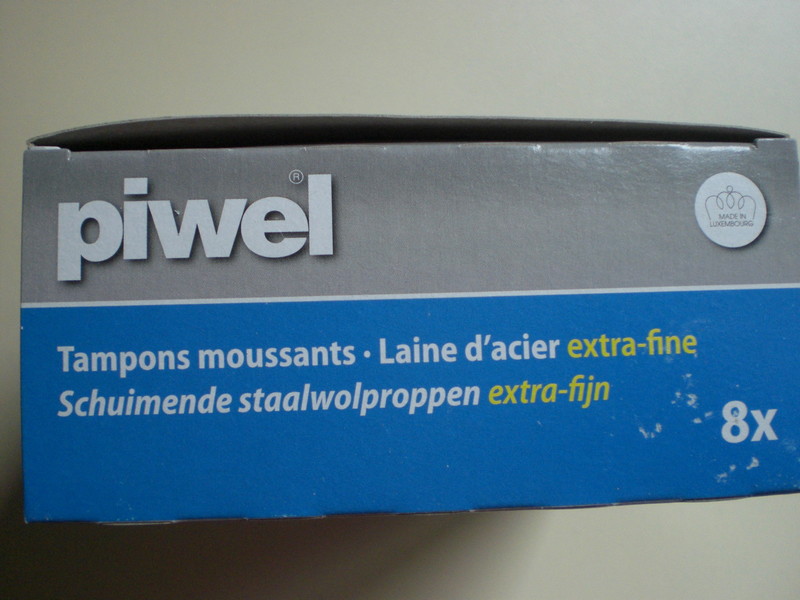 piwel®
MADE IN
LUXEMBOURG
Tampons moussants · Laine d'acier extra-fine
Schuimende staalwolproppen extra-fijn
8x